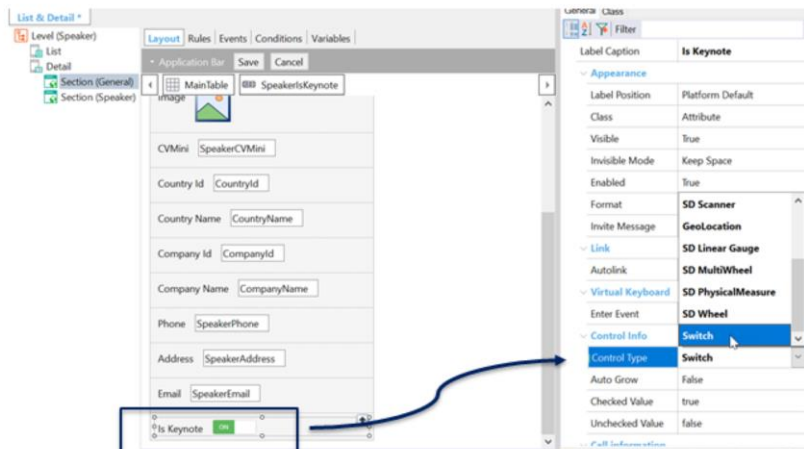 List & Detail *
Level (Speaker)
List
Detail
Section (General)
Section (Speaker)
Layout Rules Events Conditions Variables
• Application Bar Save Cancel
MainTable SpeakerIsKeynote
Image
CVMini SpeakerCVMini
Country Id CountryId
Country Name CountryName
Company Id CompanyId
Company Name CompanyName
Phone SpeakerPhone
Address SpeakerAddress
Email SpeakerEmail
Is Keynote ON
General Class
Filter
Label Caption Is Keynote
Appearance
Label Position Platform Default
Class Attribute
Visible True
Invisible Mode Keep Space
Enabled True
Format SD Scanner
Invite Message GeoLocation
Link SD Linear Gauge
Autolink SD MultiWheel
Virtual Keyboard SD PhysicalMeasure
Enter Event SD Wheel
Control Info Switch
Control Type Switch
Auto Grow False
Checked Value true
Unchecked Value false
Call information